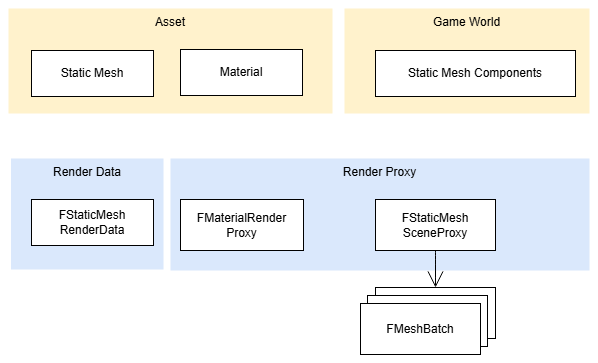 Asset
Game World
Static Mesh
Material
Static Mesh Components
Render Data
Render Proxy
FStaticMesh
RenderData
FMaterialRender
Proxy
FStaticMesh
SceneProxy
FMeshBatch